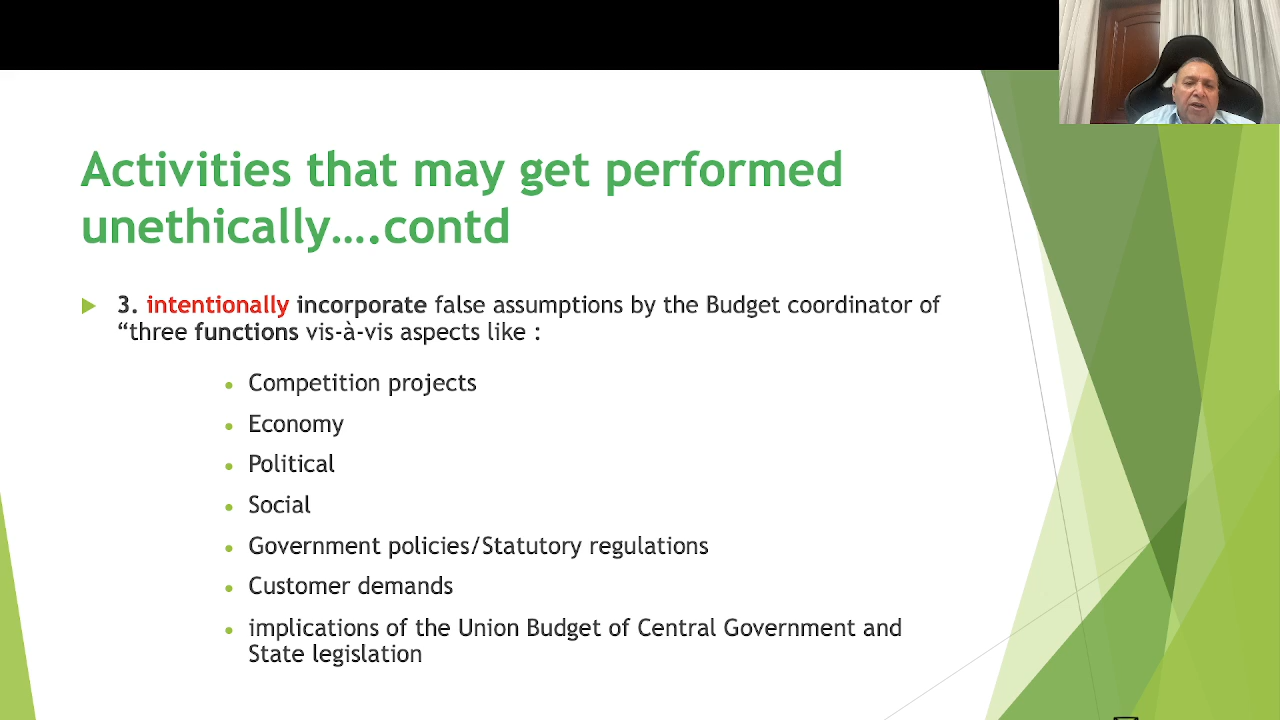 Activities that may get performed
unethically….contd
3. intentionally incorporate false assumptions by the Budget coordinator of
“three functions vis-à-vis aspects like :
Competition projects
Economy
Political
Social
Government policies/Statutory regulations
Customer demands
implications of the Union Budget of Central Government and
State legislation